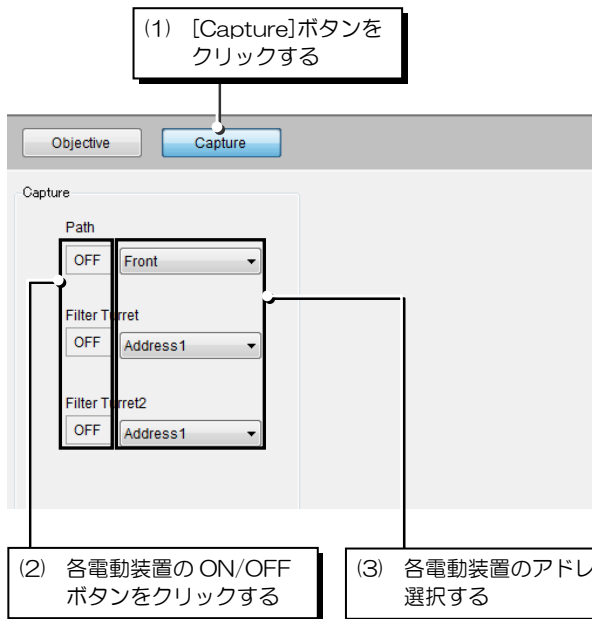 (1) [Capture]ボタンを
クリックする
Objective Capture
Capture
Path
OFF Front
Filter Turret
OFF Address1
Filter Turret2
OFF Address1
(2) 各電動装置の ON/OFF
ボタンをクリックする
(3) 各電動装置のアドレ
選択する